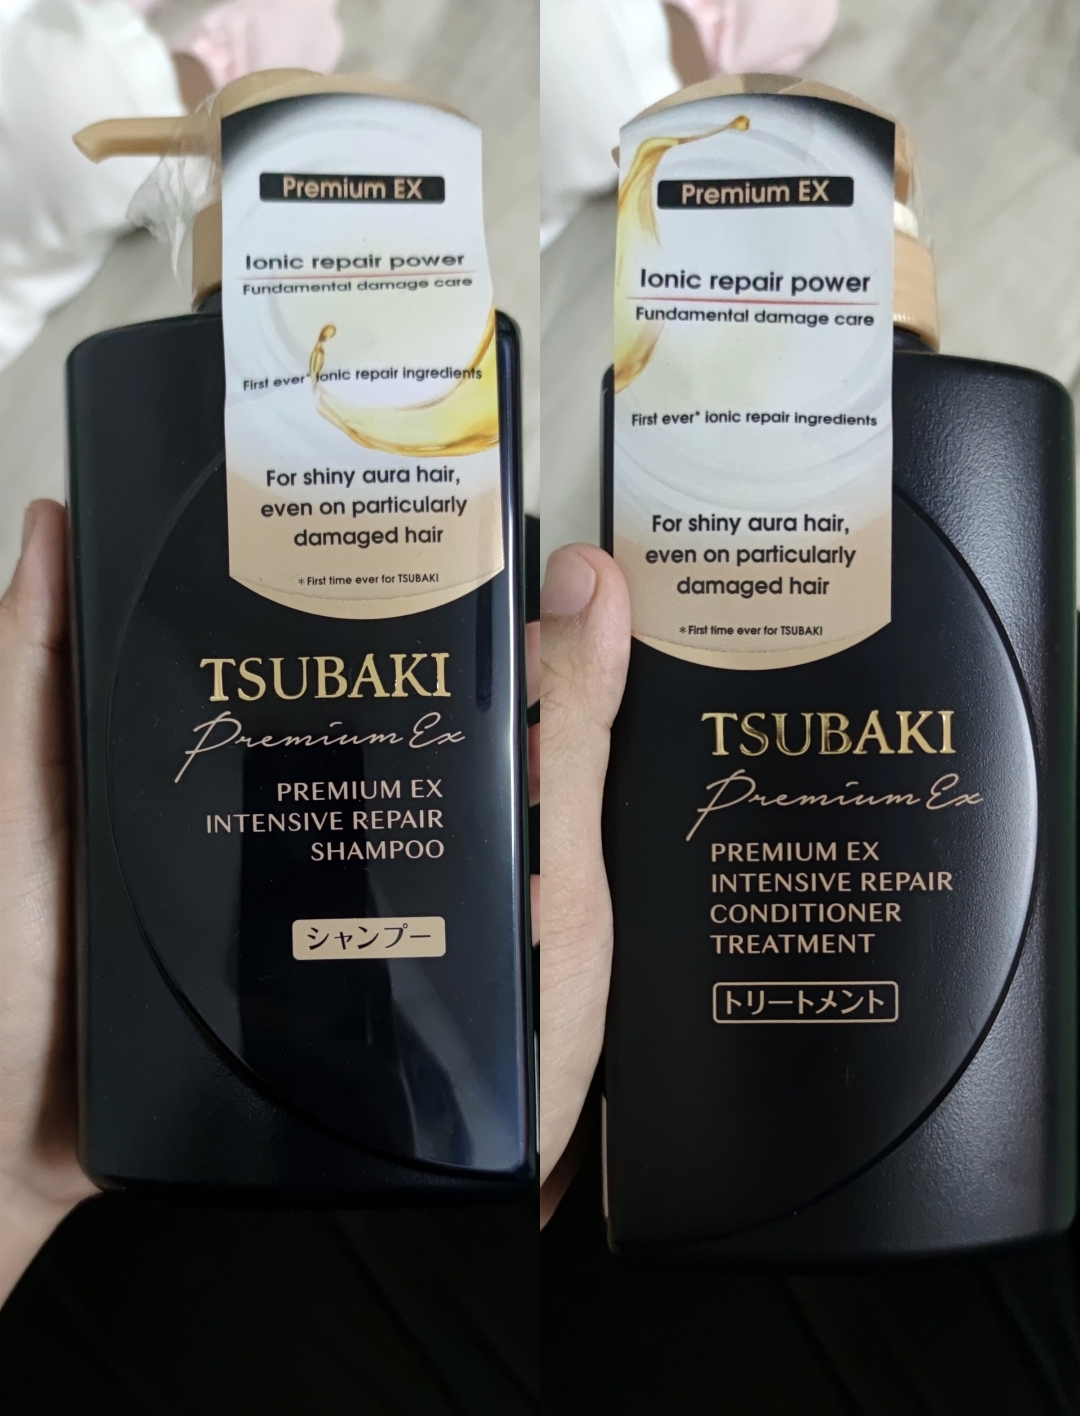 Premium EX
Ionic repair power
Fundamental damage care
First ever* ionic repair ingredients
For shiny aura hair,
even on particularly
damaged hair
*First time ever for TSUBAKI
TSUBAKI
Premium Ex
PREMIUM EX
INTENSIVE REPAIR
SHAMPOO
シャンプー
Premium EX
Ionic repair power
Fundamental damage care
First ever* ionic repair ingredients
For shiny aura hair,
even on particularly
damaged hair
*First time ever for TSUBAKI
TSUBAKI
Premium Ex
PREMIUM EX
INTENSIVE REPAIR
CONDITIONER
TREATMENT
トリートメント